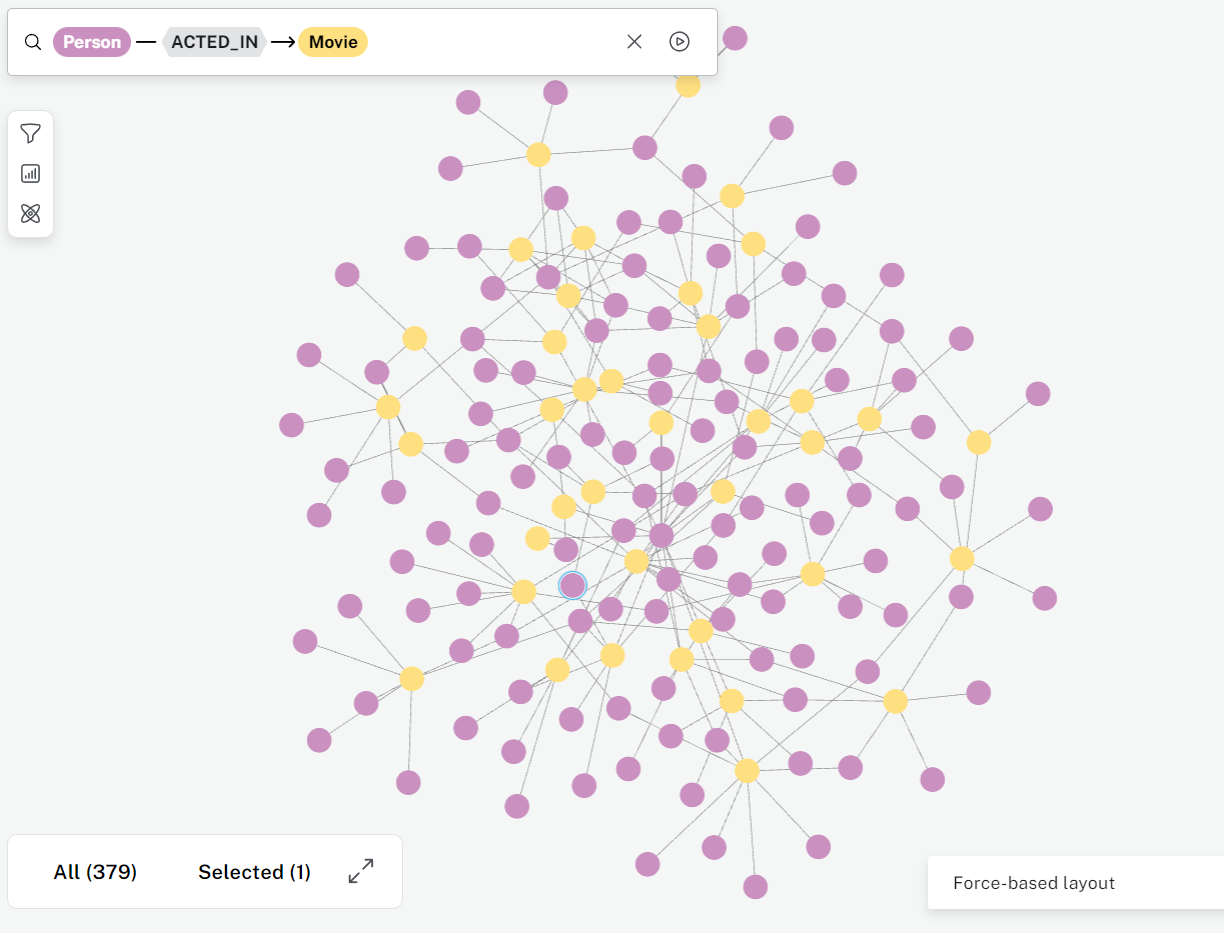 Person ACTED_IN Movie
All (379) Selected (1)
Force-based layout